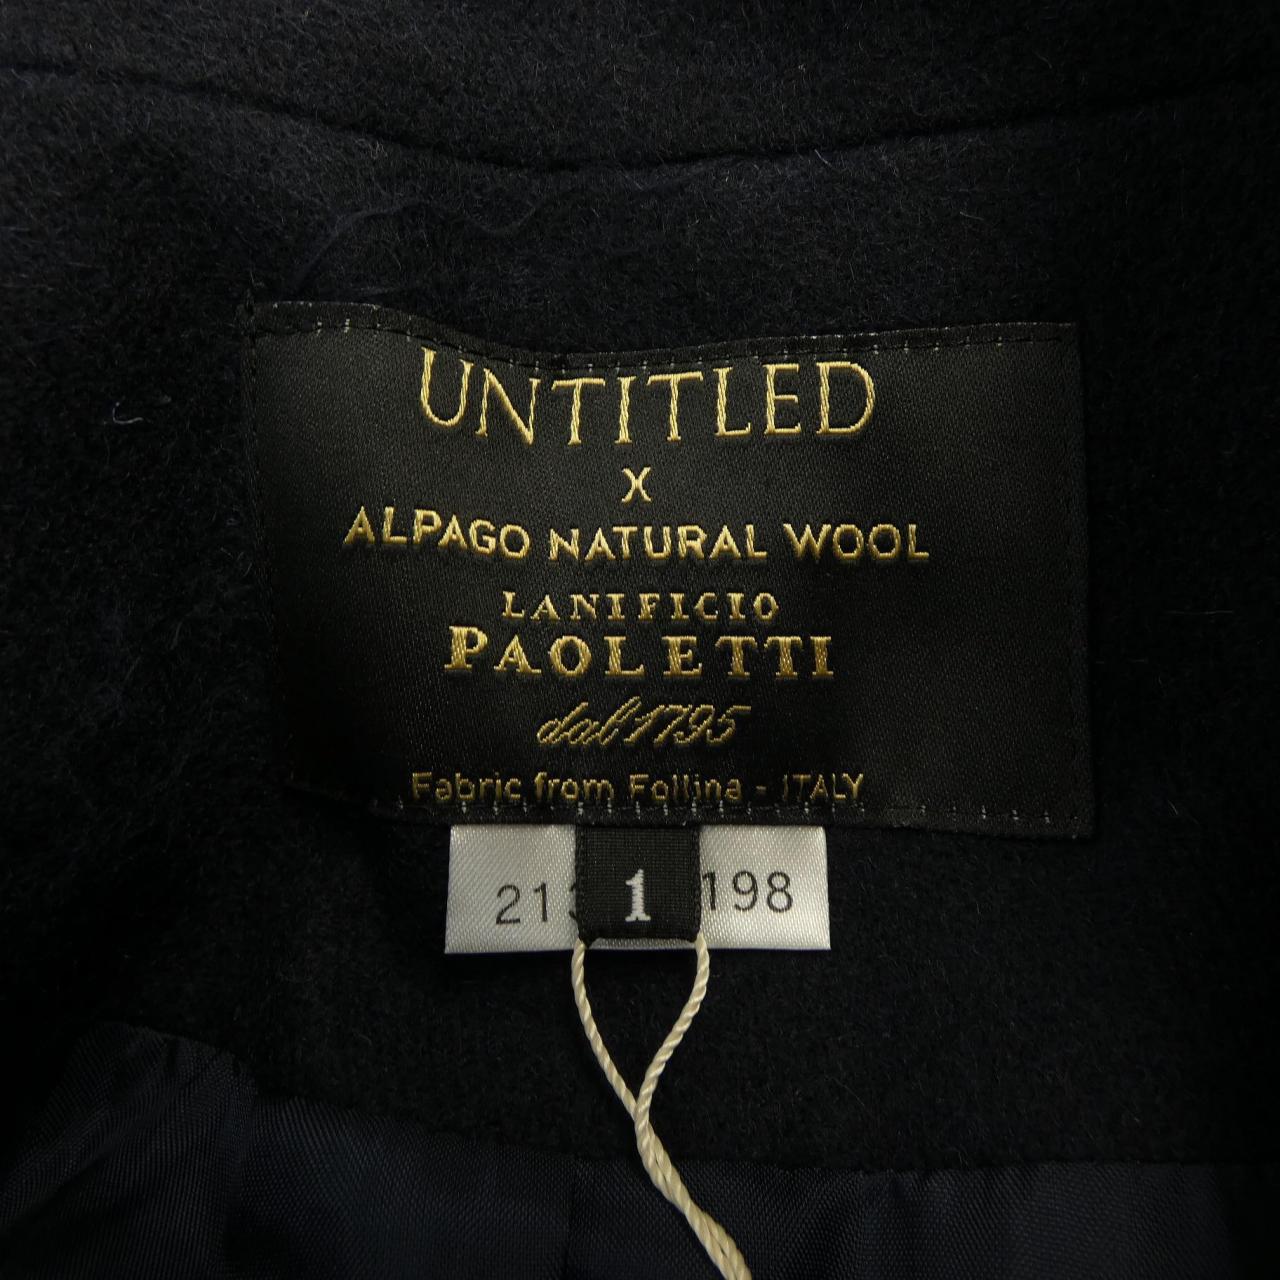 UNTITLED
X
ALPAGO NATURAL WOOL
LANIFICIO
PAOLETTI
dal 1795
Fabric from Follina - ITALY
1
198